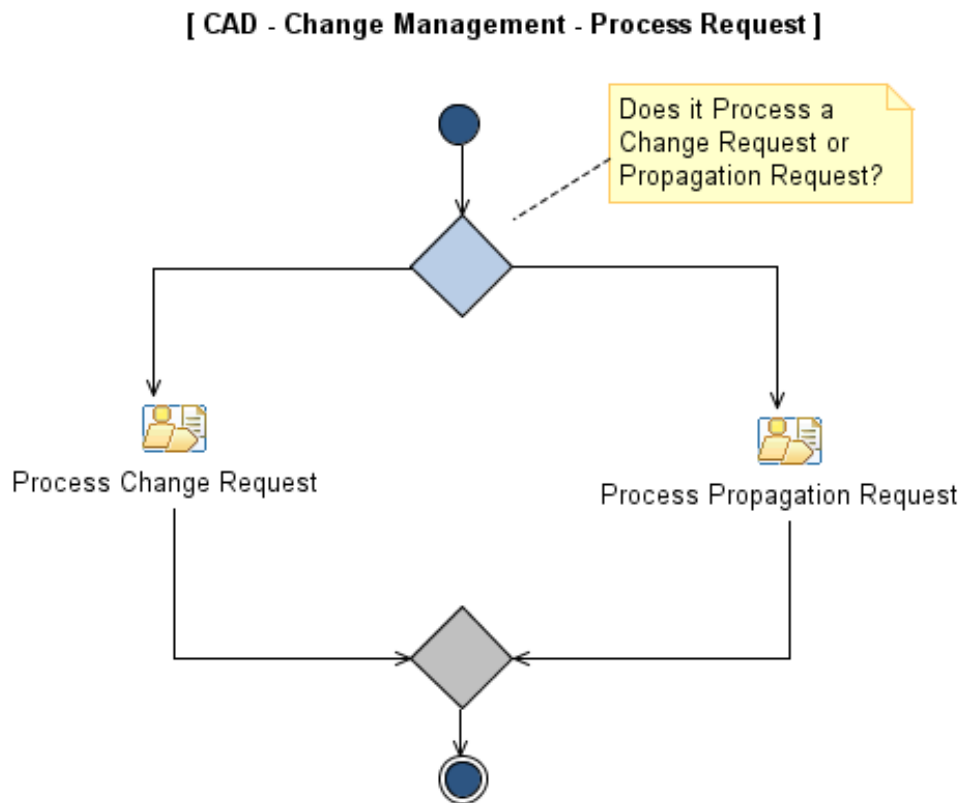 [ CAD - Change Management - Process Request ]
Does it Process a
Change Request or
Propagation Request?
Process Change Request
Process Propagation Request